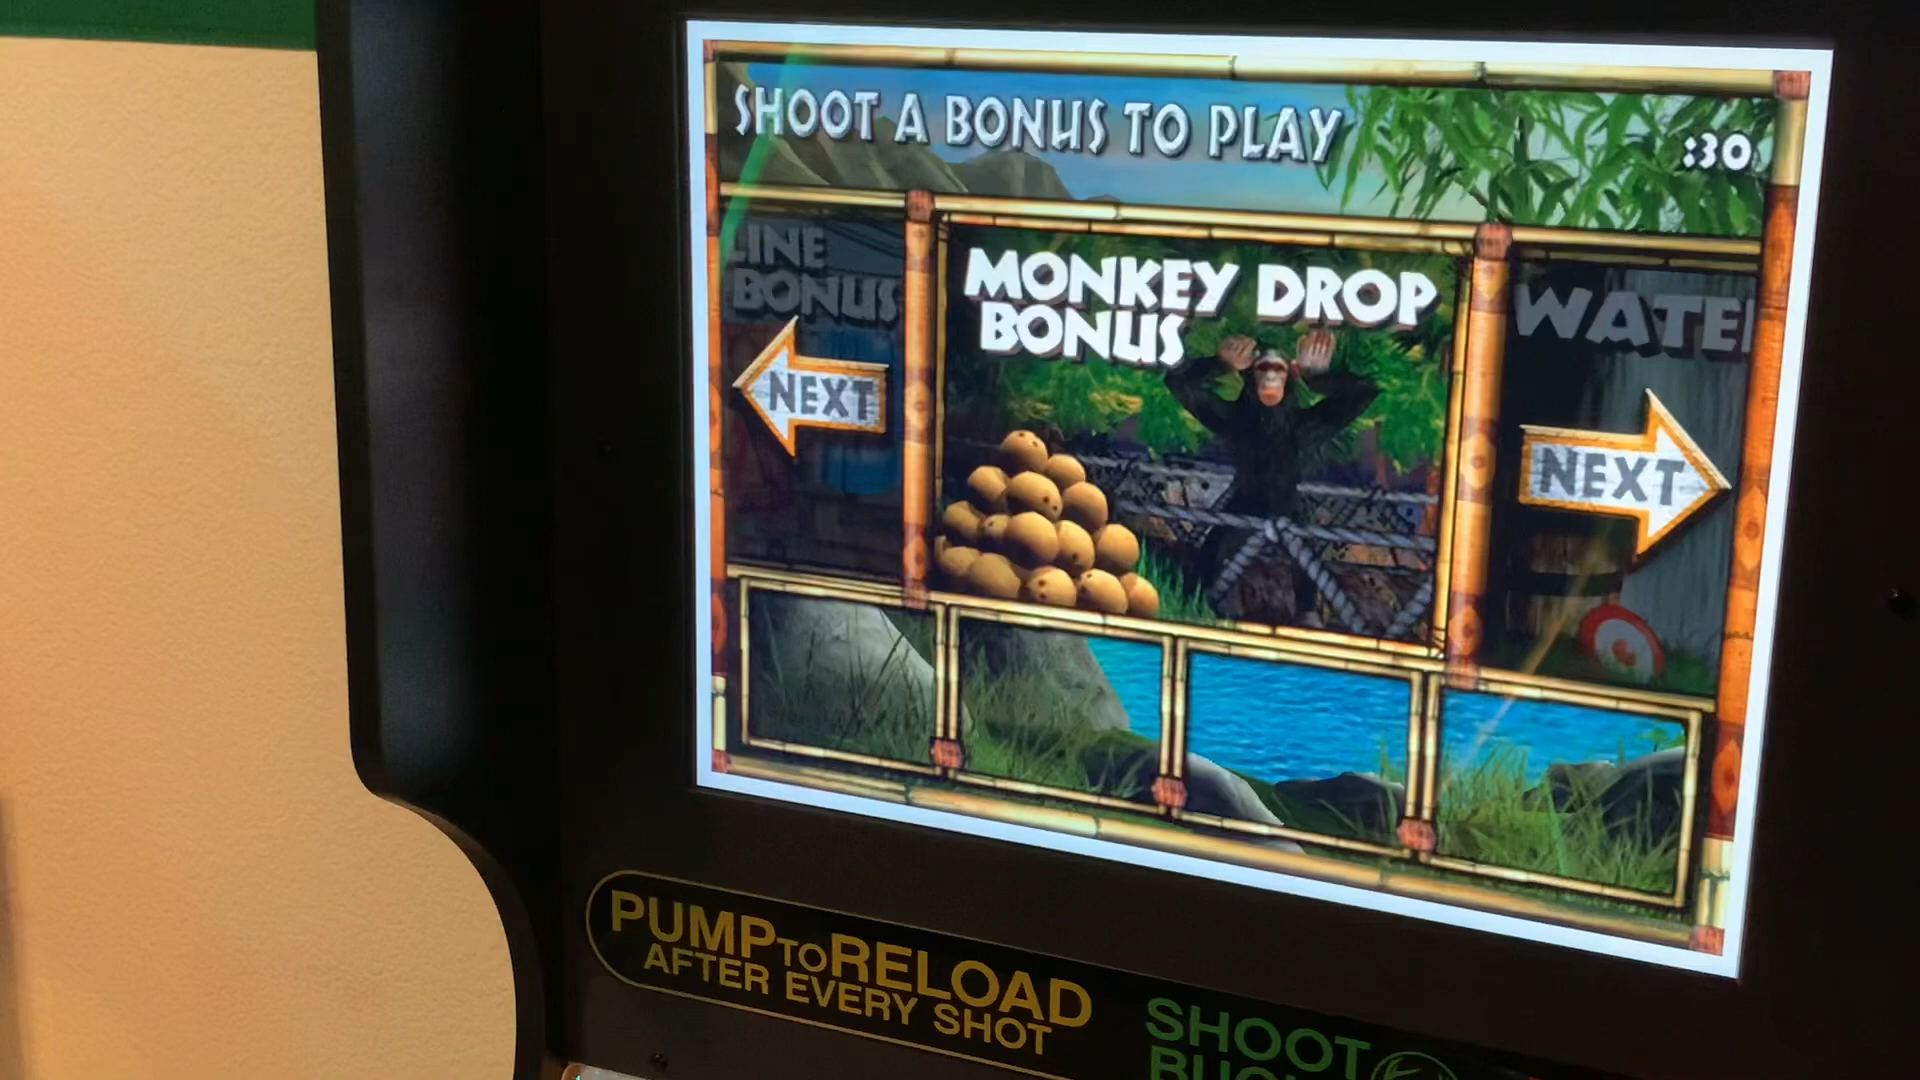 SHOOT A BONUS TO PLAY
:30
LINE
BONUS
MONKEY DROP
BONUS
NEXT
NEXT
PUMP TO RELOAD
AFTER EVERY SHOT
SHOOT